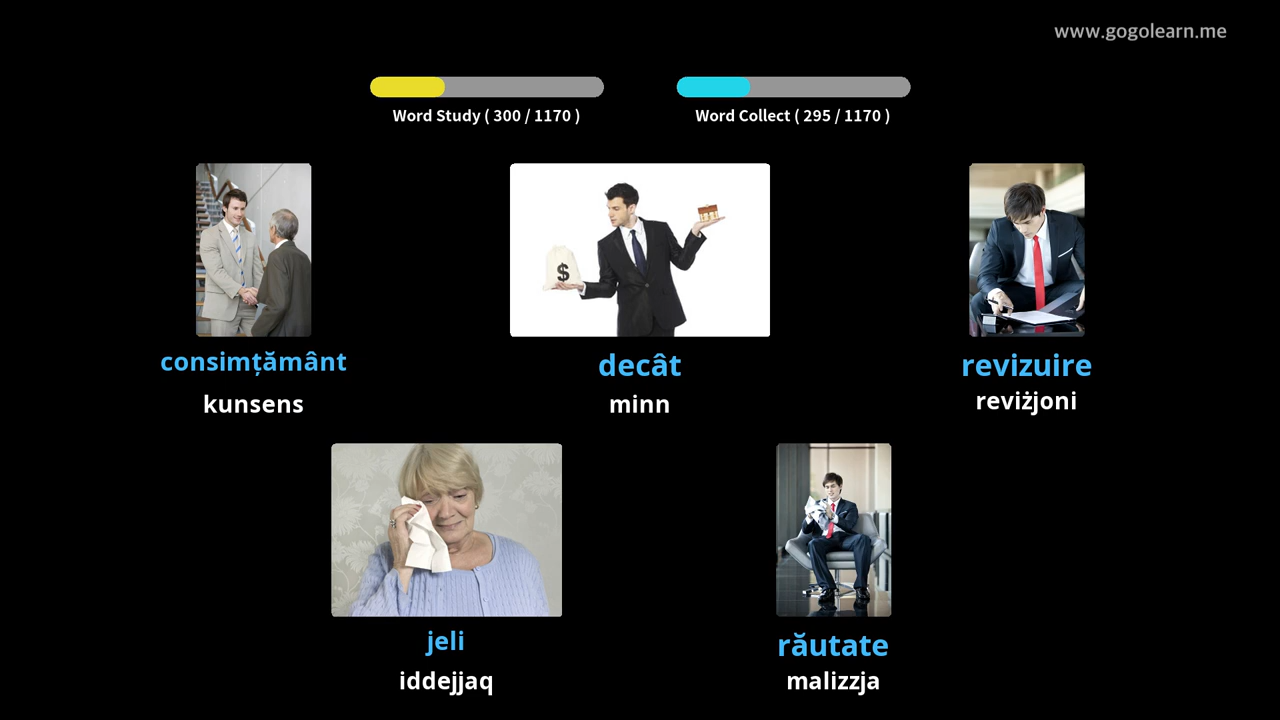 www.gogolearn.me
Word Study ( 300 / 1170 )
Word Collect ( 295 / 1170 )
$
consimțământ
decât
revizuire
kunsens
minn
reviżjoni
jeli
răutate
iddejjaq
malizzja